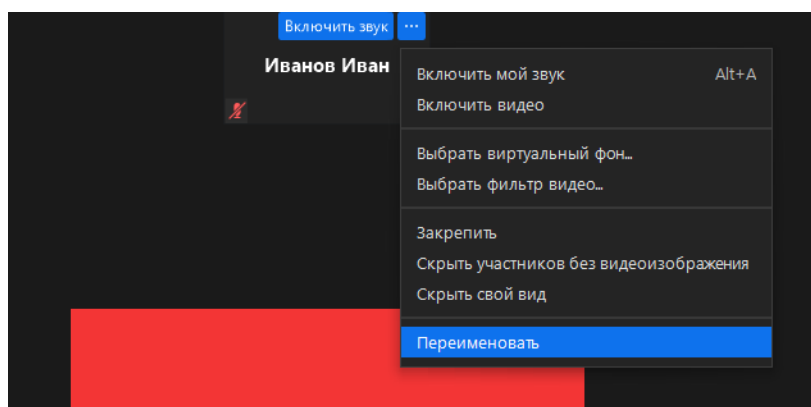 Включить звук ...
Иванов Иван
Включить мой звук Alt+A
Включить видео
Выбрать виртуальный фон...
Выбрать фильтр видео...
Закрепить
Скрыть участников без видеоизображения
Скрыть свой вид
Переименовать